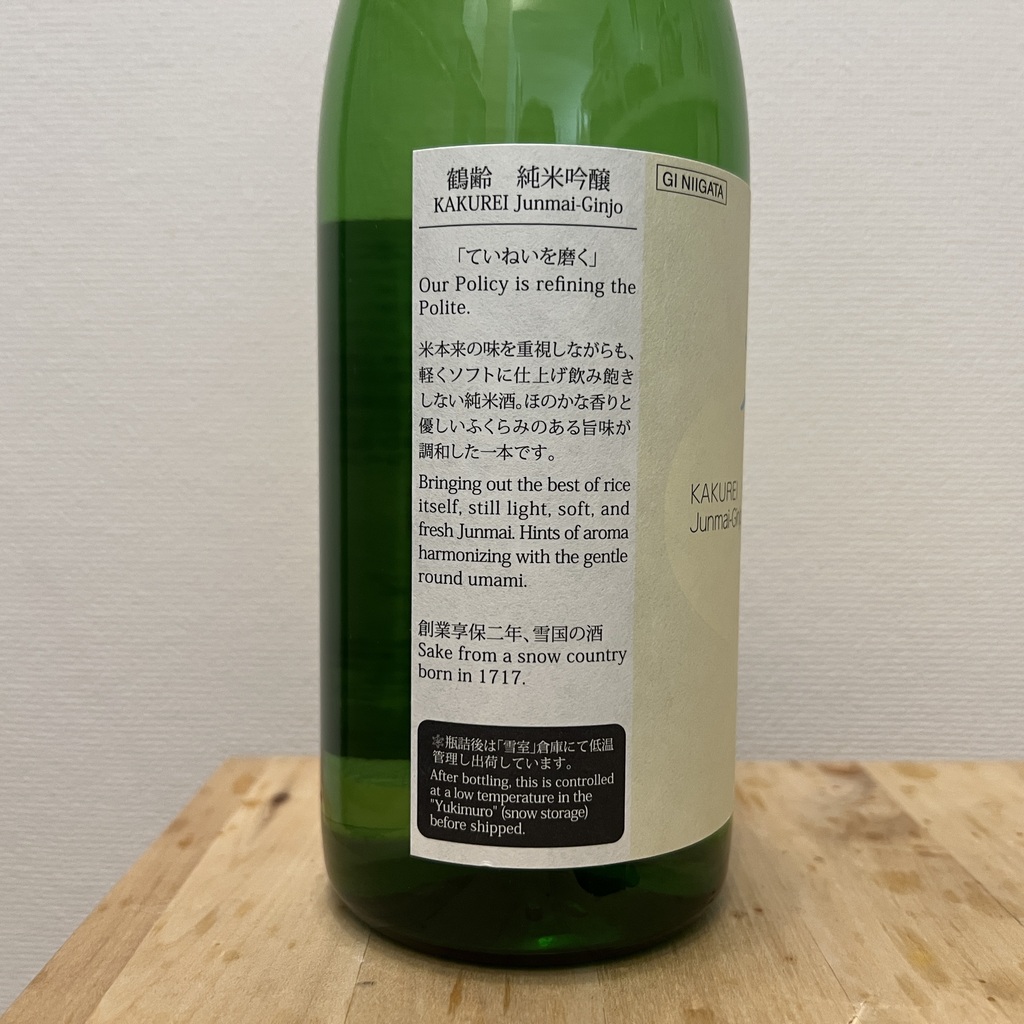 鶴齢　純米吟醸
KAKUREI Junmai-Ginjo
「ていねいを磨く」
Our Policy is refining the
Polite.
米本来の味を重視しながらも、
軽くソフトに仕上げ飲み飽き
しない純米酒。ほのかな香りと
優しいふくらみのある旨味が
調和した一本です。
Bringing out the best of rice
itself, still light, soft, and
fresh Junmai. Hints of aroma
harmonizing with the gentle
round umami.
創業享保二年、雪国の酒
Sake from a snow country
born in 1717.
❄瓶詰後は「雪室」倉庫にて低温
管理し出荷しています。
After bottling, this is controlled
at a low temperature in the
"Yukimuro" (snow storage)
before shipped.
GI NIIGATA
KAKUREI
Junmai-Gin